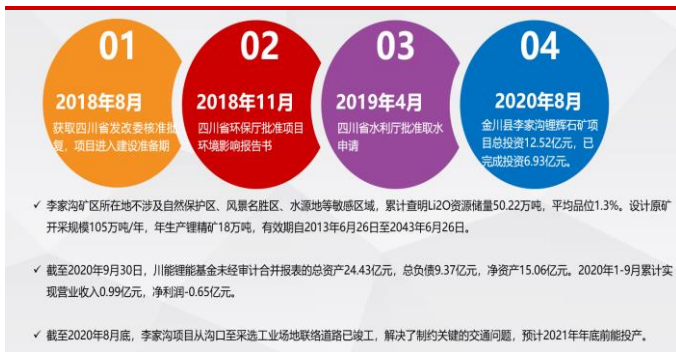 01
2018年8月
获取四川省发改委核准批
复，项目进入建设准备期
02
2018年11月
四川省环保厅批准项目
环境影响报告书
03
2019年4月
四川省水利厅批准取水
申请
04
2020年8月
金川县李家沟锂辉石矿项
目总投资12.52亿元，已
完成投资6.93亿元。
✓ 李家沟矿区所在地不涉及自然保护区、风景名胜区、水源地等敏感区域，累计查明Li2O资源储量50.22万吨，平均品位1.3%。设计原矿
开采规模105万吨/年，年生产锂精矿18万吨，有效期自2013年6月26日至2043年6月26日。
✓ 截至2020年9月30日，川能锂能基金未经审计合并报表的总资产24.43亿元，总负债9.37亿元，净资产15.06亿元。2020年1-9月累计实
现营业收入0.99亿元，净利润-0.65亿元。
✓ 截至2020年8月底，李家沟项目从沟口至采选工业场地联络道路已竣工，解决了制约关键的交通问题，预计2021年年底前能投产。